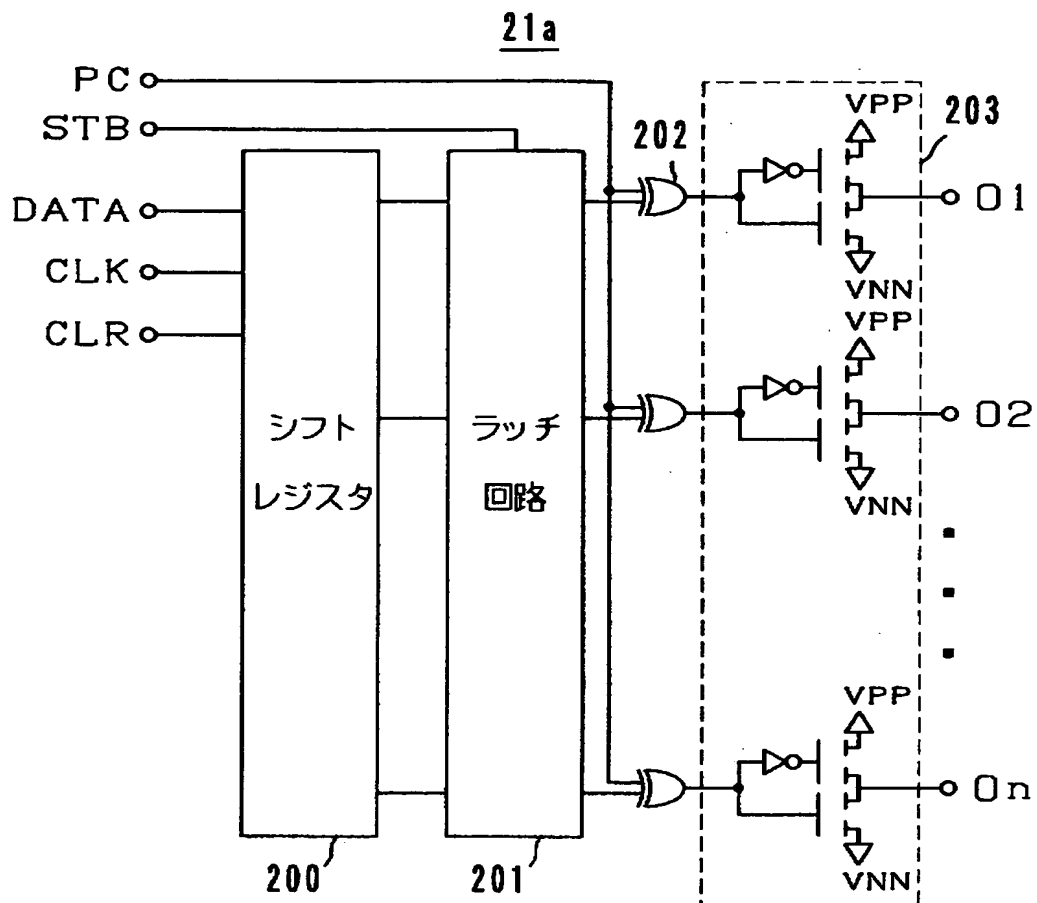 21a
PC
STB
DATA
CLK
CLR
シフト
レジスタ
200
ラッチ
回路
201
202
203
VPP
VNN
O1
VPP
VNN
O2
VPP
VNN
On